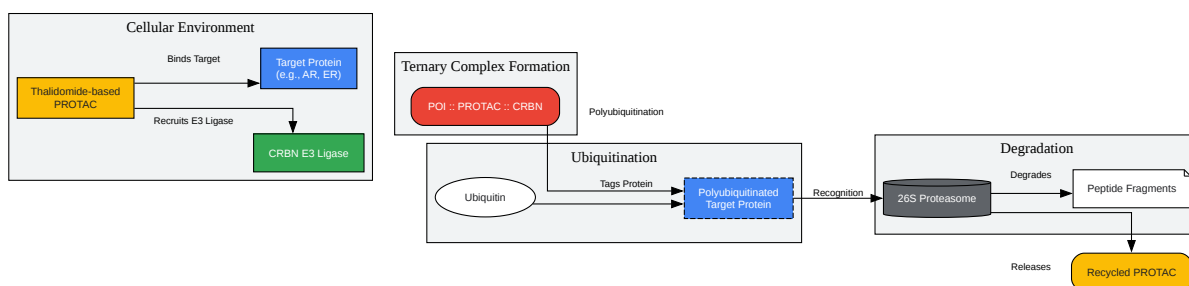 Cellular Environment
Binds Target
Target Protein
(e.g., AR, ER)
Thalidomide-based
PROTAC
Recruits E3 Ligase
CRBN E3 Ligase
Ternary Complex Formation
POI :: PROTAC :: CRBN
Polyubiquitination
Ubiquitination
Ubiquitin
Tags Protein
Polyubiquitinated
Target Protein
Recognition
Degradation
26S Proteasome
Degrades
Peptide Fragments
Releases
Recycled PROTAC